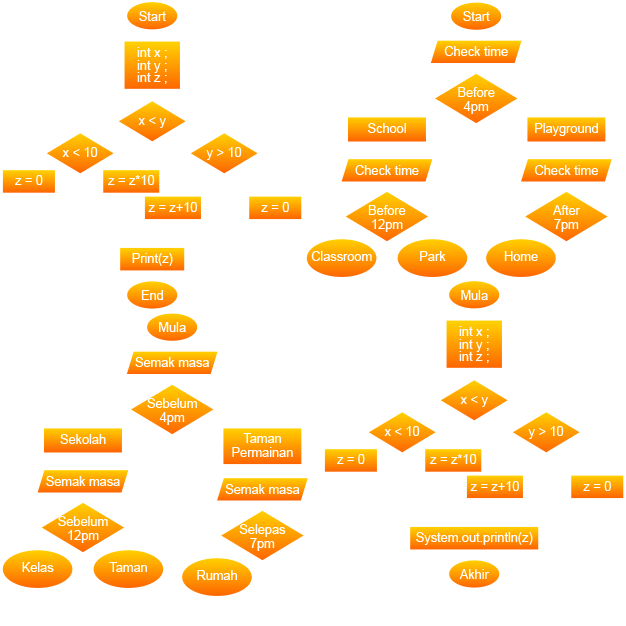 Start
int x ;
int y ;
int z ;
x < y
x < 10
y > 10
z = 0
z = z*10
z = z+10
z = 0
Print(z)
End
Start
Check time
Before
4pm
School
Playground
Check time
Check time
Before
12pm
After
7pm
Classroom
Park
Home
Mula
Semak masa
Sebelum
4pm
Sekolah
Taman
Permainan
Semak masa
Semak masa
Sebelum
12pm
Selepas
7pm
Kelas
Taman
Rumah
Mula
int x ;
int y ;
int z ;
x < y
x < 10
y > 10
z = 0
z = z*10
z = z+10
z = 0
System.out.println(z)
Akhir